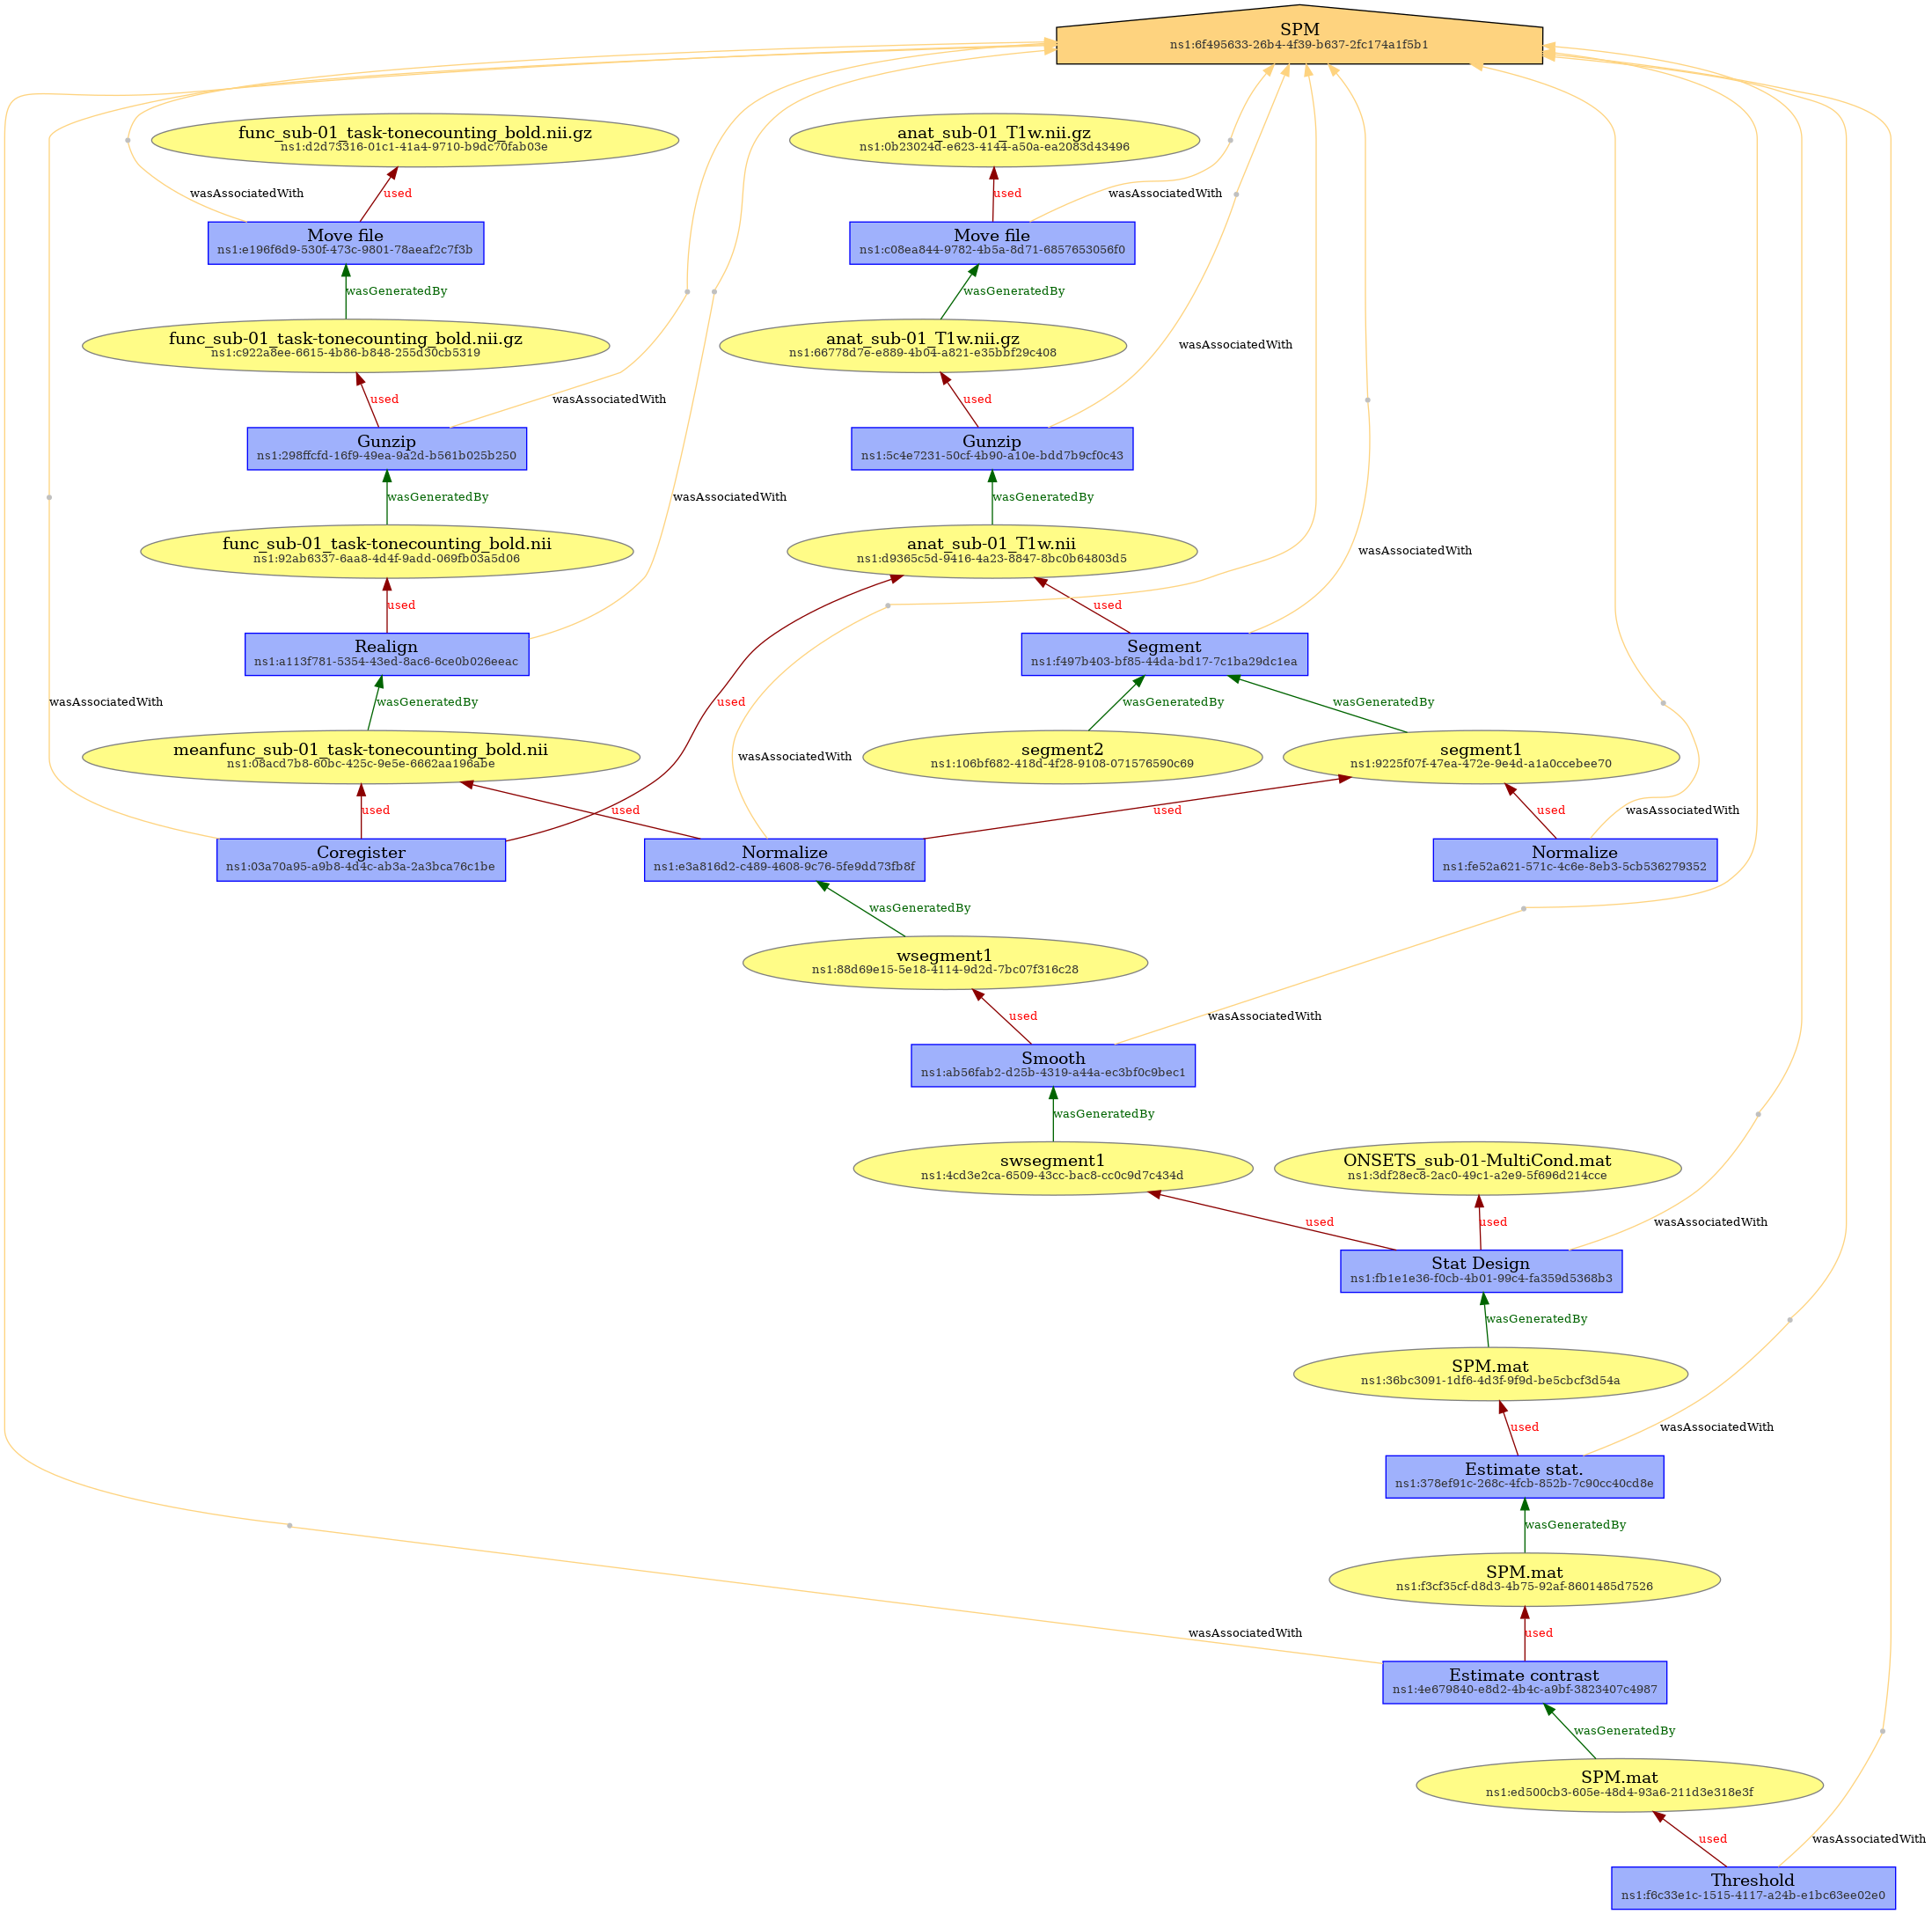 SPM
ns1:6f495633-26b4-4f39-b637-2fc174a1f5b1
func_sub-01_task-tonecounting_bold.nii.gz
ns1:d2d73316-01c1-41a4-9710-b9dc70fab03e
anat_sub-01_T1w.nii.gz
ns1:0b23024d-e623-4144-a50a-ea2083d43496
wasAssociatedWith
used
used
wasAssociatedWith
Move file
ns1:e196f6d9-530f-473c-9801-78aeaf2c7f3b
Move file
ns1:c08ea844-9782-4b5a-8d71-6857653056f0
wasGeneratedBy
wasGeneratedBy
func_sub-01_task-tonecounting_bold.nii.gz
ns1:c922a8ee-6615-4b86-b848-255d30cb5319
anat_sub-01_T1w.nii.gz
ns1:66778d7e-e889-4b04-a821-e35bbf29c408
wasAssociatedWith
used
wasAssociatedWith
used
Gunzip
ns1:298ffcfd-16f9-49ea-9a2d-b561b025b250
Gunzip
ns1:5c4e7231-50cf-4b90-a10e-bdd7b9cf0c43
wasGeneratedBy
wasAssociatedWith
wasGeneratedBy
func_sub-01_task-tonecounting_bold.nii
ns1:92ab6337-6aa8-4d4f-9add-069fb03a5d06
anat_sub-01_T1w.nii
ns1:d9365c5d-9416-4a23-8847-8bc0b64803d5
wasAssociatedWith
used
used
Realign
ns1:a113f781-5354-43ed-8ac6-6ce0b026eeac
Segment
ns1:f497b403-bf85-44da-bd17-7c1ba29dc1ea
wasAssociatedWith
wasGeneratedBy
used
wasGeneratedBy
wasGeneratedBy
meanfunc_sub-01_task-tonecounting_bold.nii
ns1:08acd7b8-60bc-425c-9e5e-6662aa196abe
wasAssociatedWith
segment2
ns1:106bf682-418d-4f28-9108-071576590c69
segment1
ns1:9225f07f-47ea-472e-9e4d-a1a0ccebee70
used
used
used
used
wasAssociatedWith
Coregister
ns1:03a70a95-a9b8-4d4c-ab3a-2a3bca76c1be
Normalize
ns1:e3a816d2-c489-4608-9c76-5fe9dd73fb8f
Normalize
ns1:fe52a621-571c-4c6e-8eb3-5cb536279352
wasGeneratedBy
wsegment1
ns1:88d69e15-5e18-4114-9d2d-7bc07f316c28
used
wasAssociatedWith
Smooth
ns1:ab56fab2-d25b-4319-a44a-ec3bf0c9bec1
wasGeneratedBy
swsegment1
ns1:4cd3e2ca-6509-43cc-bac8-cc0c9d7c434d
ONSETS_sub-01-MultiCond.mat
ns1:3df28ec8-2ac0-49c1-a2e9-5f696d214cce
used
used
wasAssociatedWith
Stat Design
ns1:fb1e1e36-f0cb-4b01-99c4-fa359d5368b3
wasGeneratedBy
SPM.mat
ns1:36bc3091-1df6-4d3f-9f9d-be5cbcf3d54a
used
wasAssociatedWith
Estimate stat.
ns1:378ef91c-268c-4fcb-852b-7c90cc40cd8e
wasGeneratedBy
SPM.mat
ns1:f3cf35cf-d8d3-4b75-92af-8601485d7526
wasAssociatedWith
used
Estimate contrast
ns1:4e679840-e8d2-4b4c-a9bf-3823407c4987
wasGeneratedBy
SPM.mat
ns1:ed500cb3-605e-48d4-93a6-211d3e318e3f
used
wasAssociatedWith
Threshold
ns1:f6c33e1c-1515-4117-a24b-e1bc63ee02e0